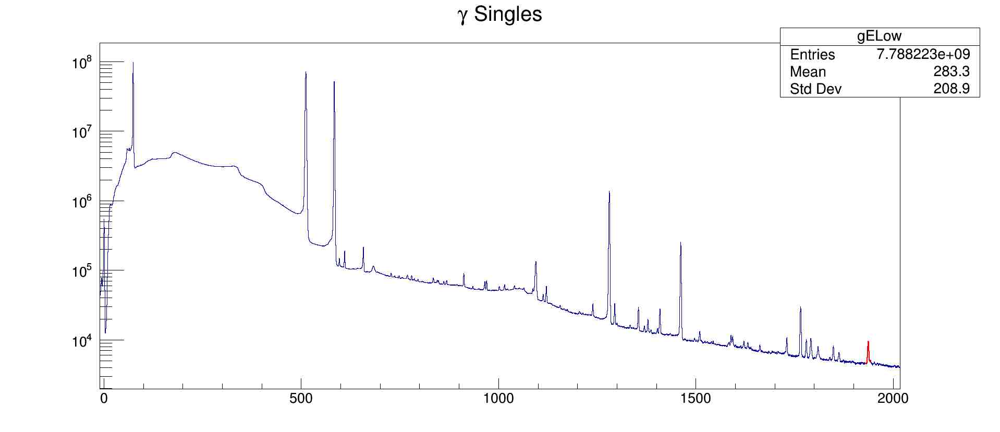 γ Singles
gELow
Entries 7.788223e+09
Mean 283.3
Std Dev 208.9
10^8
10^7
10^6
10^5
10^4
0 500 1000 1500 2000